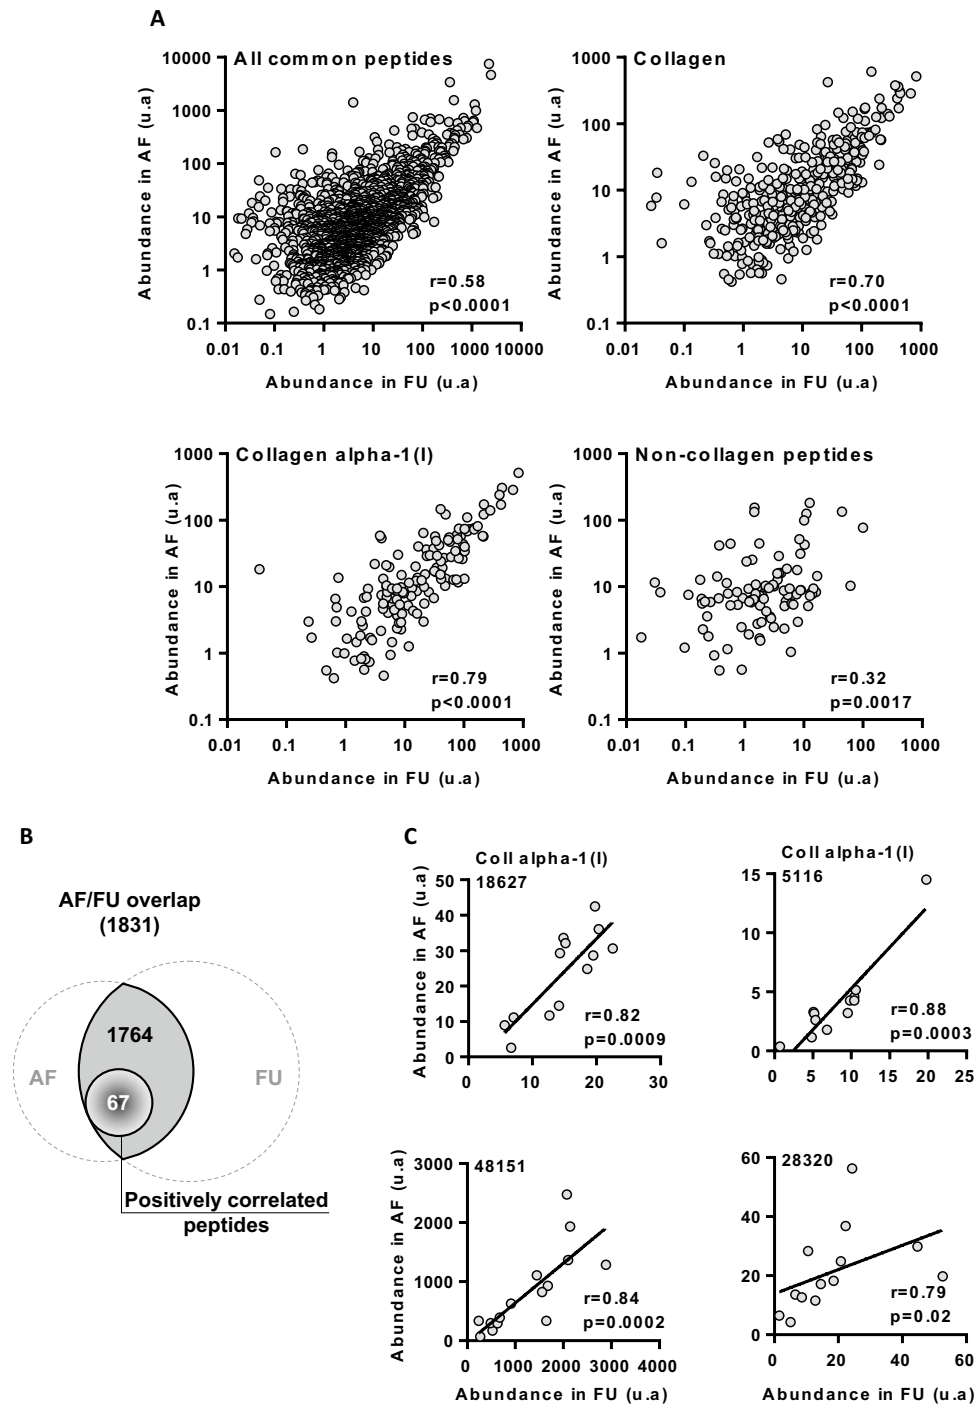 A
All common peptides
Abundance in AF (u.a)
10000
1000
100
10
1
0.1
r=0.58
p<0.0001
0.01 0.1 1 10 100 1000 10000
Abundance in FU (u.a)
Collagen
Abundance in AF (u.a)
1000
100
10
1
0.1
r=0.70
p<0.0001
0.01 0.1 1 10 100 1000
Abundance in FU (u.a)
Collagen alpha-1(I)
Abundance in AF (u.a)
1000
100
10
1
0.1
r=0.79
p<0.0001
0.01 0.1 1 10 100 1000
Abundance in FU (u.a)
Non-collagen peptides
Abundance in AF (u.a)
1000
100
10
1
0.1
r=0.32
p=0.0017
0.01 0.1 1 10 100 1000
Abundance in FU (u.a)
B
AF/FU overlap
(1831)
1764
AF
FU
67
Positively correlated
peptides
C
Coll alpha-1(I)
18627
Abundance in AF (u.a)
50
40
30
20
10
0
r=0.82
p=0.0009
0 10 20 30
Coll alpha-1(I)
5116
15
10
5
0
r=0.88
p=0.0003
0 5 10 15 20 25
48151
Abundance in AF (u.a)
3000
2000
1000
0
r=0.84
p=0.0002
0 1000 2000 3000 4000
Abundance in FU (u.a)
28320
60
40
20
0
r=0.79
p=0.02
0 20 40 60
Abundance in FU (u.a)